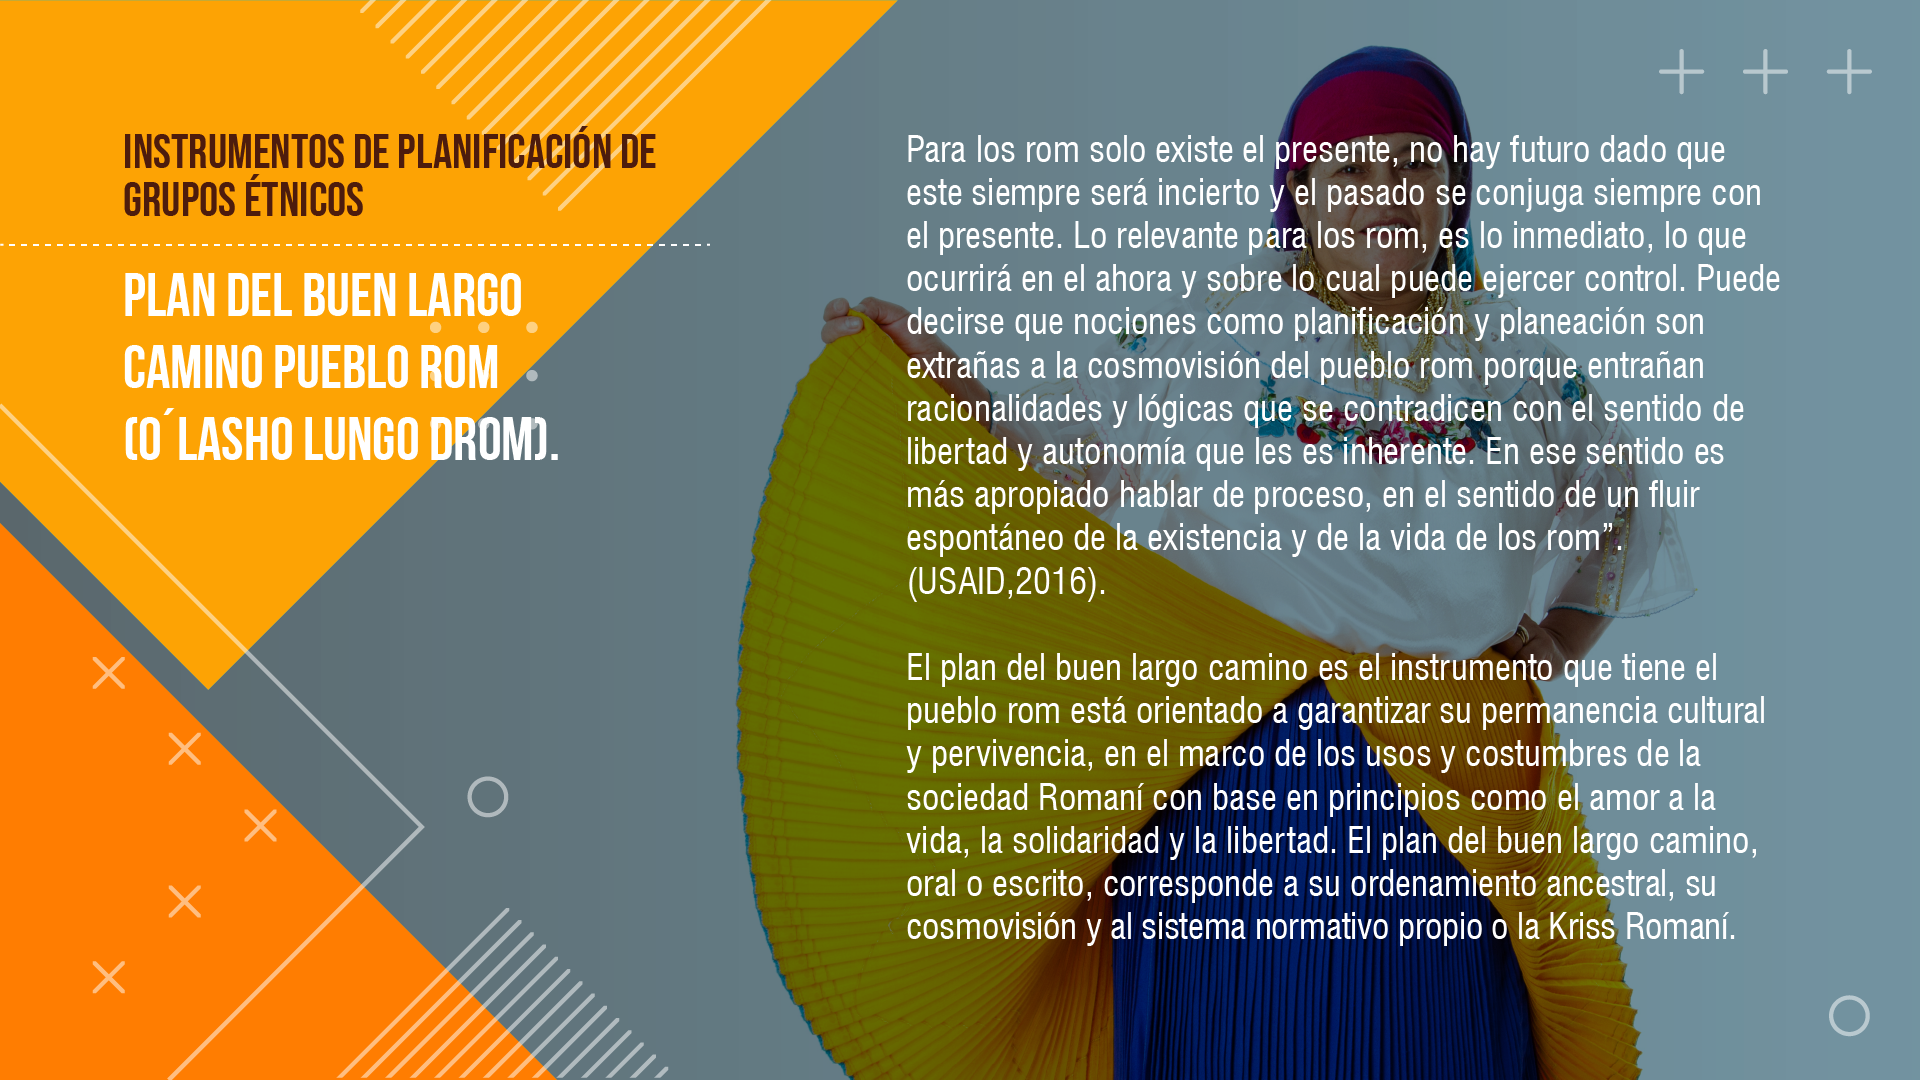 INSTRUMENTOS DE PLANIFICACIÓN DE
GRUPOS ÉTNICOS
PLAN DEL BUEN LARGO
CAMINO PUEBLO ROM
(O´LASHO LUNGO DROM).
Para los rom solo existe el presente, no hay futuro dado que
este siempre será incierto y el pasado se conjuga siempre con
el presente. Lo relevante para los rom, es lo inmediato, lo que
ocurrirá en el ahora y sobre lo cual puede ejercer control. Puede
decirse que nociones como planificación y planeación son
extrañas a la cosmovisión del pueblo rom porque entrañan
racionalidades y lógicas que se contradicen con el sentido de
libertad y autonomía que les es inherente. En ese sentido es
más apropiado hablar de proceso, en el sentido de un fluir
espontáneo de la existencia y de la vida de los rom”.
(USAID,2016).
El plan del buen largo camino es el instrumento que tiene el
pueblo rom está orientado a garantizar su permanencia cultural
y pervivencia, en el marco de los usos y costumbres de la
sociedad Romaní con base en principios como el amor a la
vida, la solidaridad y la libertad. El plan del buen largo camino,
oral o escrito, corresponde a su ordenamiento ancestral, su
cosmovisión y al sistema normativo propio o la Kriss Romaní.